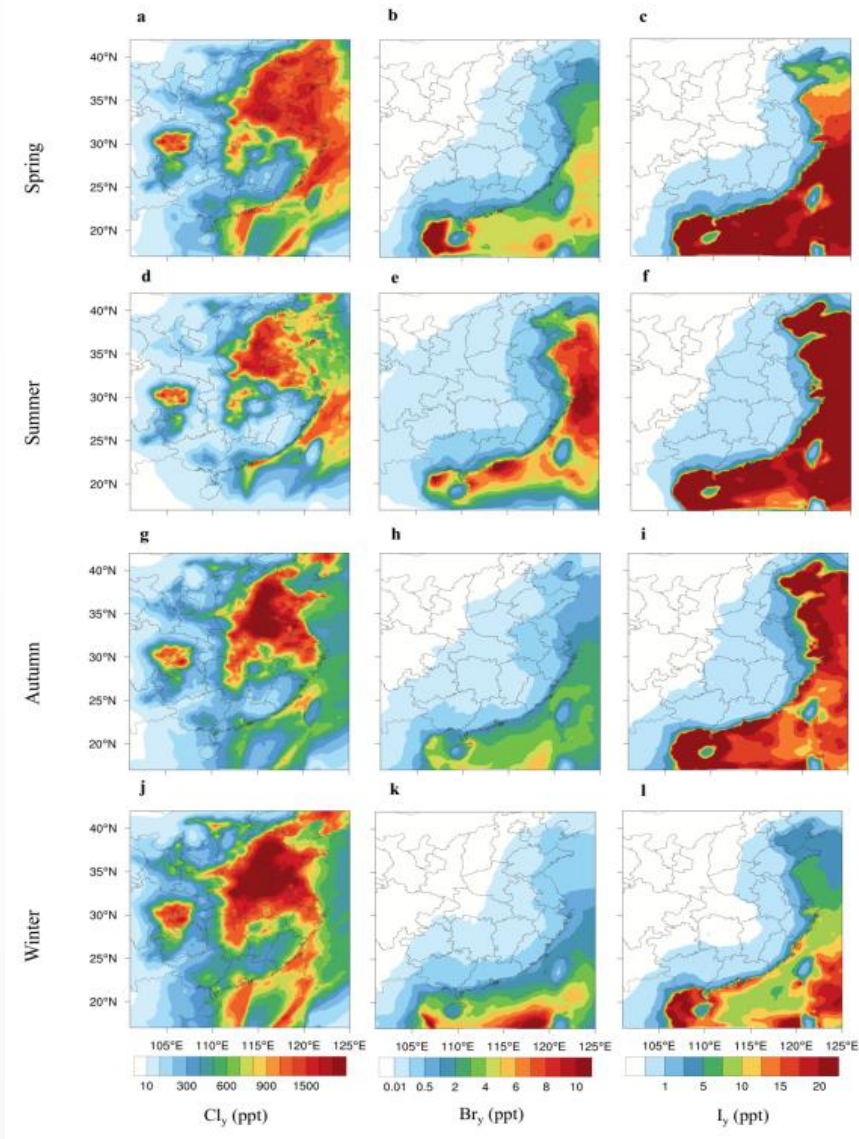 a b c
Spring
40°N
35°N
30°N
25°N
20°N
d e f
Summer
40°N
35°N
30°N
25°N
20°N
g h i
Autumn
40°N
35°N
30°N
25°N
20°N
j k l
Winter
40°N
35°N
30°N
25°N
20°N
105°E 115°E 120°E 125°E 105°E 110°E 115°E 120°E 125°E 105°E 110°E 115°E 120°E 125°E
10 300 600 900 1500 0.01 0.5 2 4 6 8 10 1 5 10 15 20
Cly (ppt) Bry (ppt) Iy (ppt)